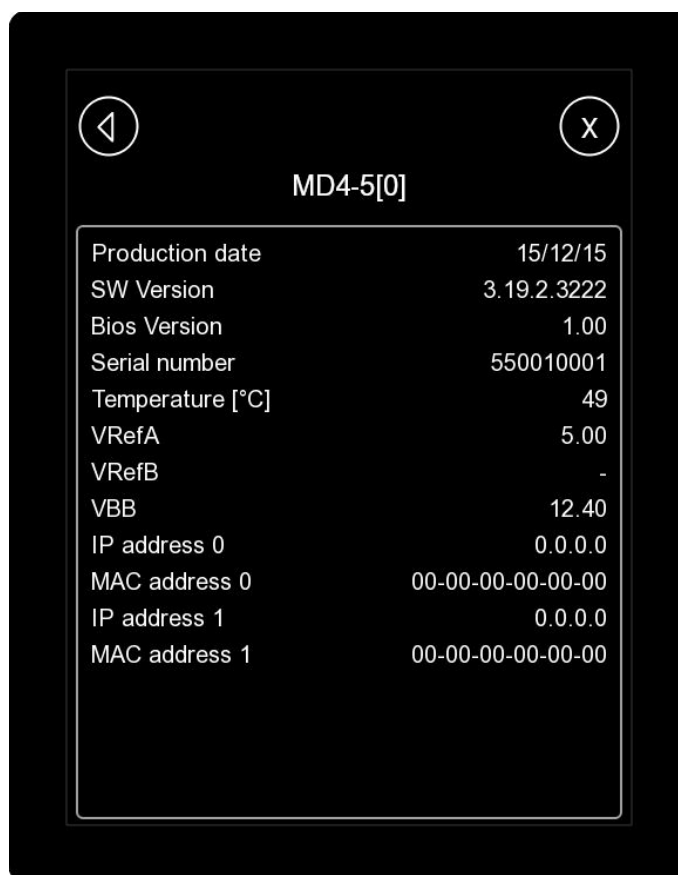 X
MD4-5[0]
Production date 15/12/15
SW Version 3.19.2.3222
Bios Version 1.00
Serial number 550010001
Temperature [°C] 49
VRefA 5.00
VRefB -
VBB 12.40
IP address 0 0.0.0.0
MAC address 0 00-00-00-00-00-00
IP address 1 0.0.0.0
MAC address 1 00-00-00-00-00-00